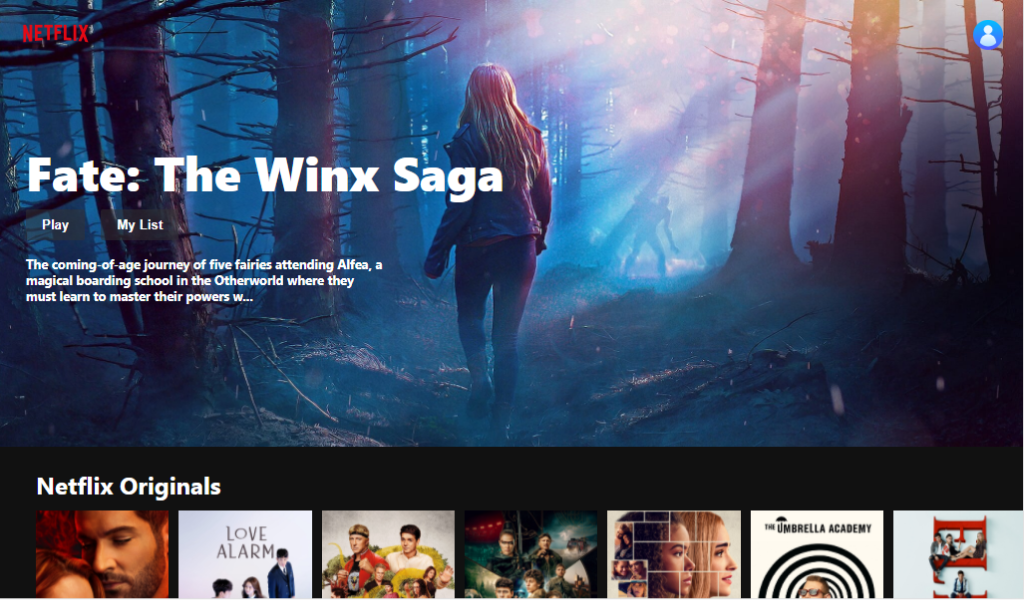 NETFLIX
Fate: The Winx Saga
Play
My List
The coming-of-age journey of five fairies attending Alfea, a
magical boarding school in the Otherworld where they
must learn to master their powers w...
Netflix Originals
LOVE
ALARM
THE UMBRELLA ACADEMY